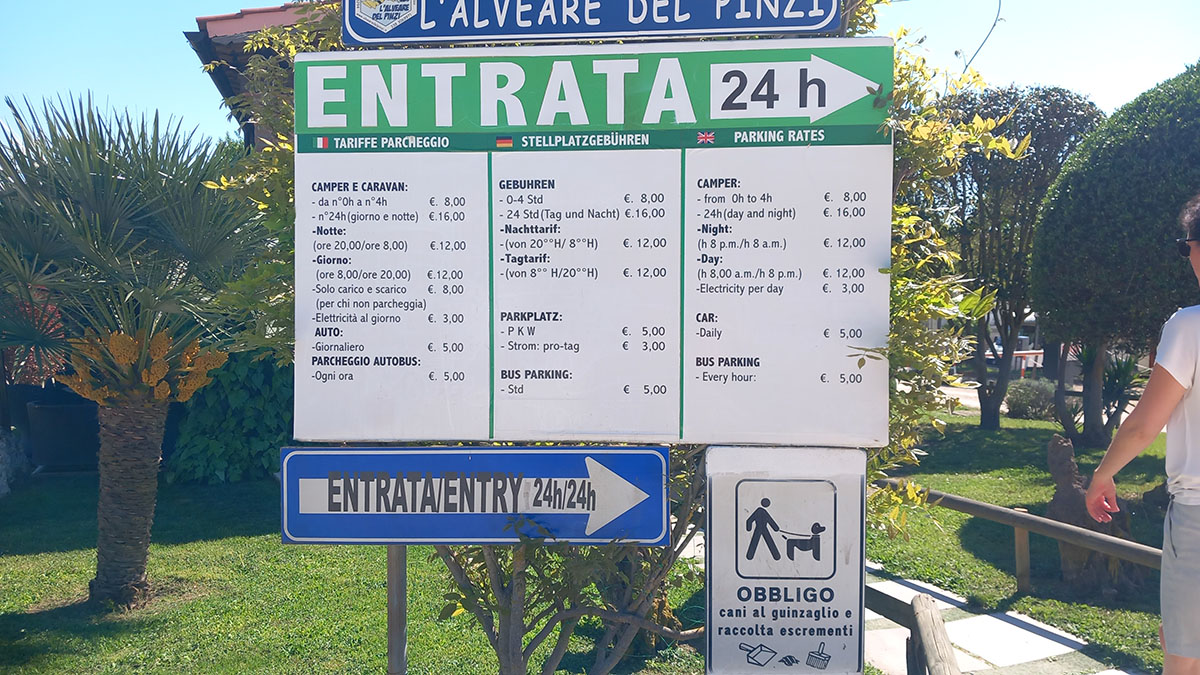 L'ALVEARE DEL PINZI
L'ALVEARE
DEL PINZI
ENTRATA 24 h
TARIFFE PARCHEGGIO
CAMPER E CARAVAN:
- da n°0h a n°4h €. 8,00
- n°24h(giorno e notte) €.16,00
-Notte:
(ore 20,00/ore 8,00) €.12,00
-Giorno:
(ore 8,00/ore 20,00) €.12,00
-Solo carico e scarico €. 8,00
(per chi non parcheggia)
-Elettricità al giorno €. 3,00
AUTO:
-Giornaliero €. 5,00
PARCHEGGIO AUTOBUS:
-Ogni ora €. 5,00
STELLPLATZGEBÜHREN
GEBUHREN
- 0-4 Std €. 8,00
- 24 Std(Tag und Nacht) €.16,00
-Nachttarif:
-(von 20°°H/ 8°°H) €. 12,00
-Tagtarif:
-(von 8°° H/20°°H) €. 12,00
PARKPLATZ:
- P K W €. 5,00
- Strom: pro-tag € 3,00
BUS PARKING:
- Std € 5,00
PARKING RATES
CAMPER:
- from 0h to 4h €. 8,00
- 24h(day and night) €. 16,00
-Night:
(h 8 p.m./h 8 a.m.) €. 12,00
-Day:
(h 8,00 a.m./h 8 p.m.) €. 12,00
-Electricity per day €. 3,00
CAR:
-Daily €. 5,00
BUS PARKING
- Every hour: €. 5,00
ENTRATA/ENTRY 24h/24h
OBBLIGO
cani al guinzaglio e
raccolta escrementi